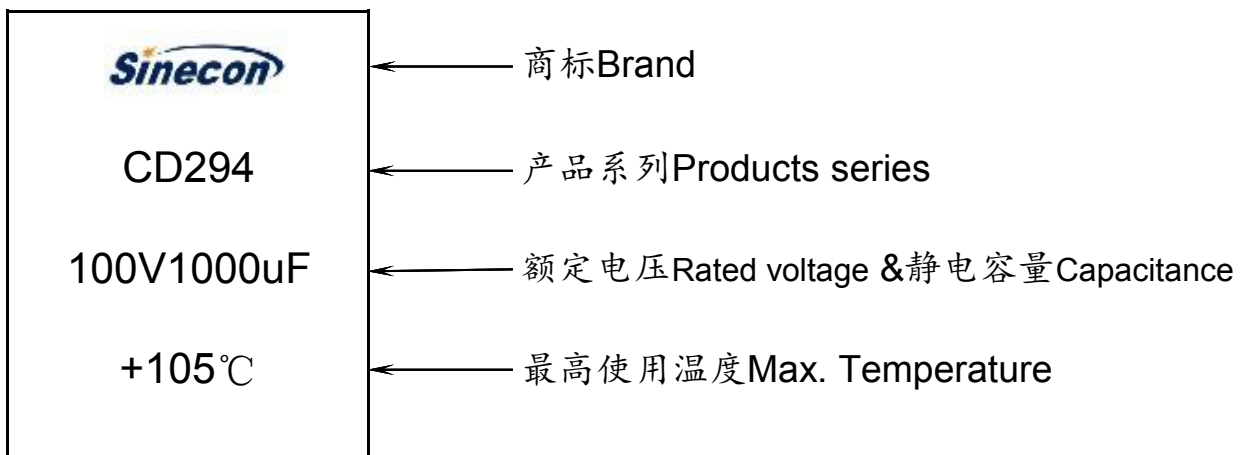 Sinecon
商标Brand
CD294
产品系列Products series
100V1000uF
额定电压Rated voltage &静电容量Capacitance
+105℃
最高使用温度Max. Temperature